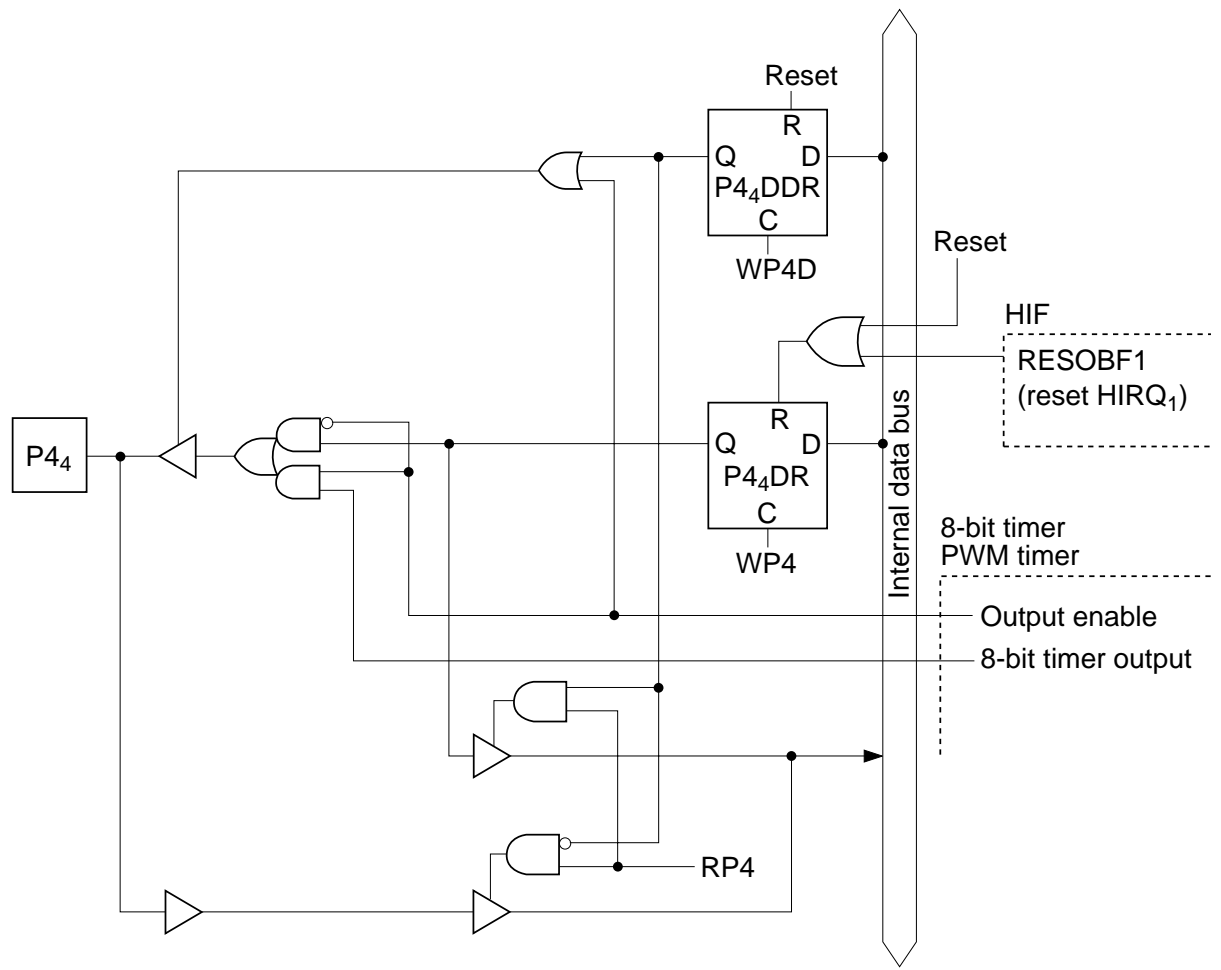 Reset
R
Q D
P4₄DDR
C
WP4D
Reset
HIF
RESOBF1
(reset HIRQ₁)
R
Q D
P4₄
P4₄DR
C
WP4
Internal data bus
8-bit timer
PWM timer
Output enable
8-bit timer output
RP4